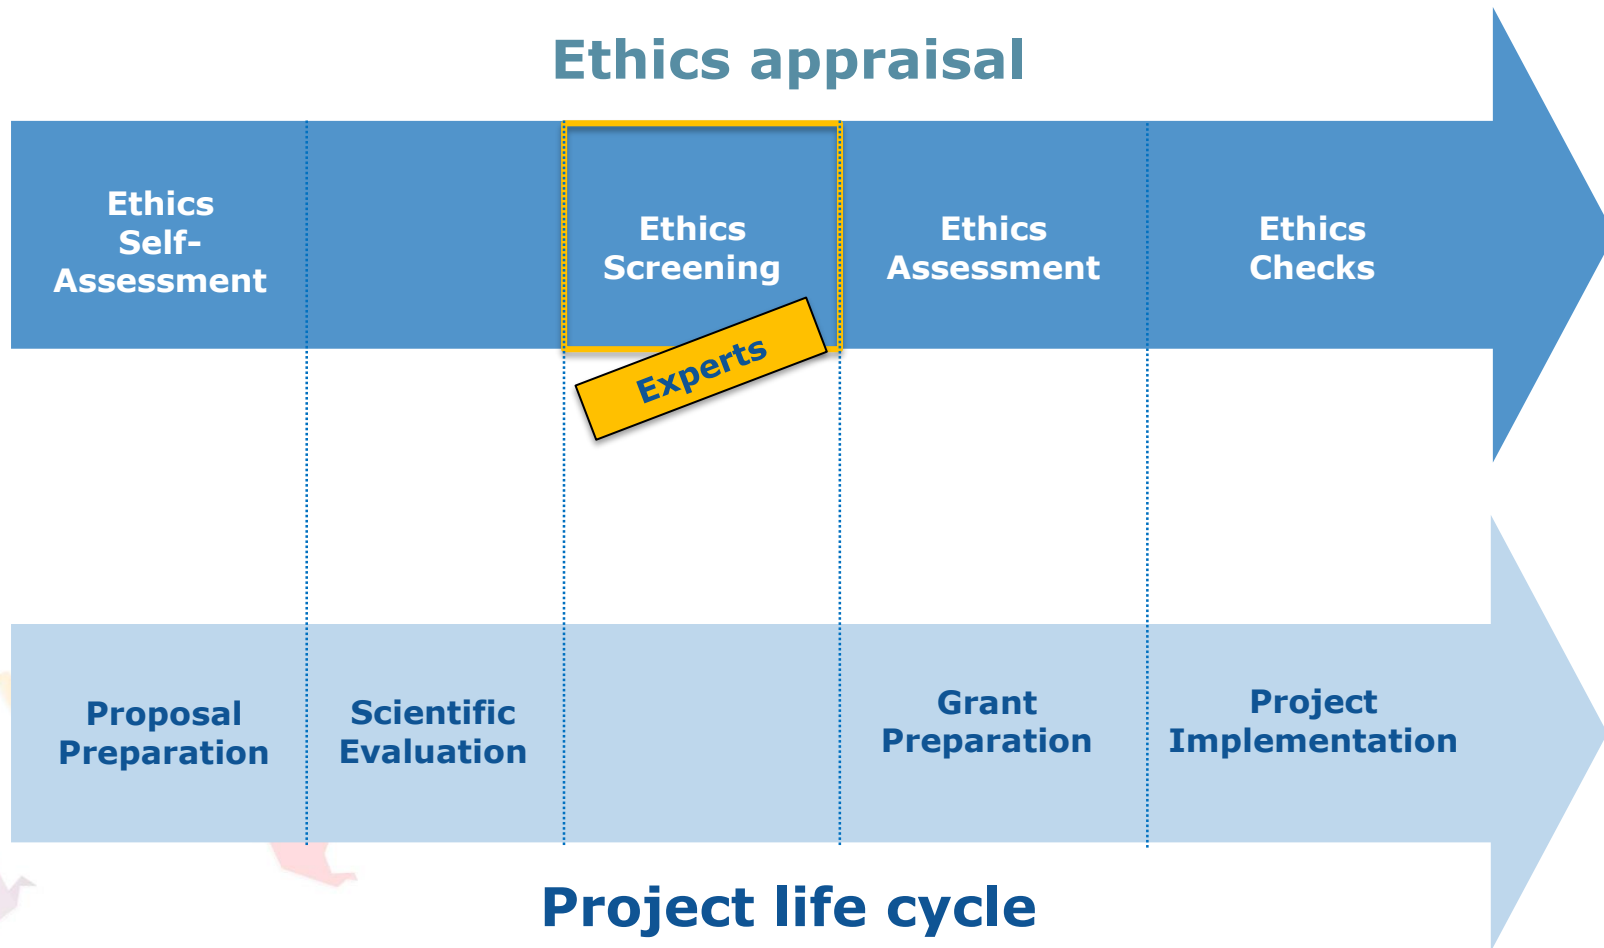 Ethics appraisal
Ethics
Self-
Assessment
Ethics
Screening
Ethics
Assessment
Ethics
Checks
Experts
Proposal
Preparation
Scientific
Evaluation
Grant
Preparation
Project
Implementation
Project life cycle